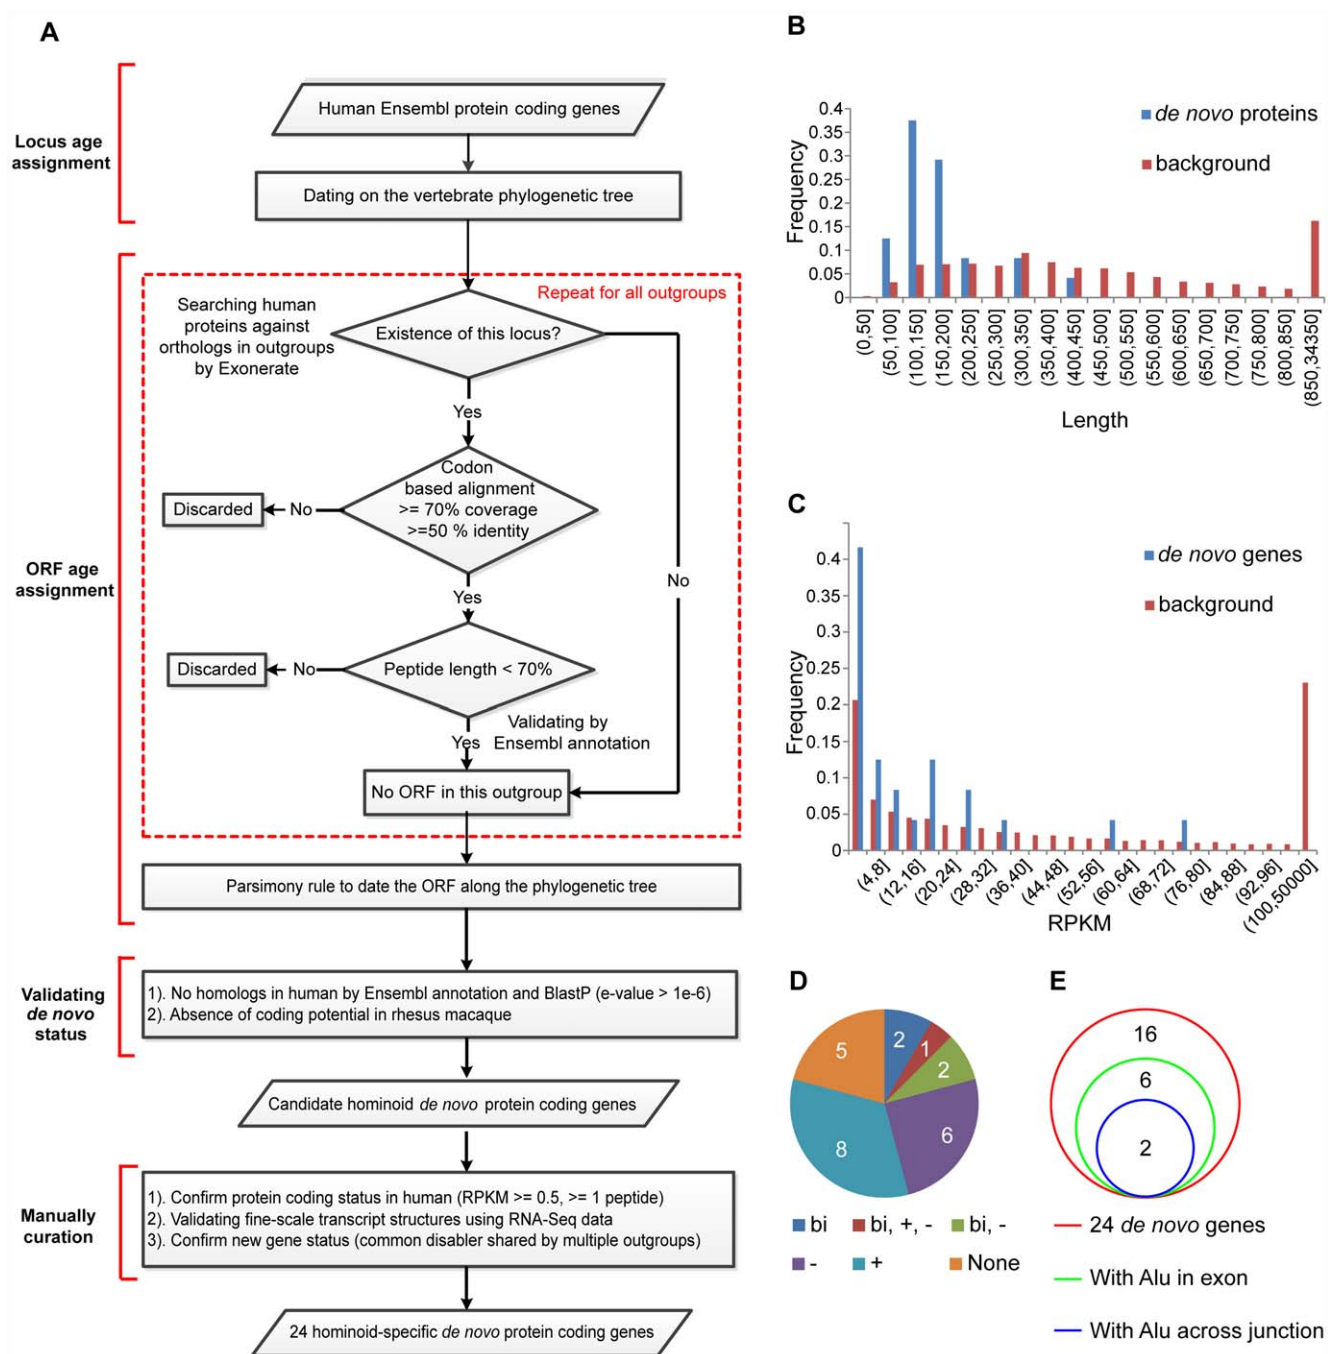 A
Locus age
assignment
Human Ensembl protein coding genes
Dating on the vertebrate phylogenetic tree
ORF age
assignment
Searching human
proteins against
orthologs in outgroups
by Exonerate
Repeat for all outgroups
Existence of this locus?
Yes
No
Codon
based alignment
>= 70% coverage
>=50 % identity
No
Discarded
Yes
Peptide length < 70%
No
Discarded
Yes
Validating by
Ensembl annotation
No ORF in this outgroup
Parsimony rule to date the ORF along the phylogenetic tree
Validating
de novo
status
1). No homologs in human by Ensembl annotation and BlastP (e-value > 1e-6)
2). Absence of coding potential in rhesus macaque
Candidate hominoid de novo protein coding genes
Manually
curation
1). Confirm protein coding status in human (RPKM >= 0.5, >= 1 peptide)
2). Validating fine-scale transcript structures using RNA-Seq data
3). Confirm new gene status (common disabler shared by multiple outgroups)
24 hominoid-specific de novo protein coding genes
B
Frequency
0.4
0.35
0.3
0.25
0.2
0.15
0.1
0.05
0
de novo proteins
background
(0,50]
(50,100]
(100,150]
(150,200]
(200,250]
(250,300]
(300,350]
(350,400]
(400,450]
(450,500]
(500,550]
(550,600]
(600,650]
(650,700]
(700,750]
(750,800]
(800,850]
(850,34350]
Length
C
Frequency
0.4
0.35
0.3
0.25
0.2
0.15
0.1
0.05
0
de novo genes
background
(4,8]
(12,16]
(20,24]
(28,32]
(36,40]
(44,48]
(52,56]
(60,64]
(68,72]
(76,80]
(84,88]
(92,96]
(100,50000]
RPKM
D
2
1
2
6
8
5
bi
bi, +, -
bi, -
-
+
None
E
16
6
2
24 de novo genes
With Alu in exon
With Alu across junction